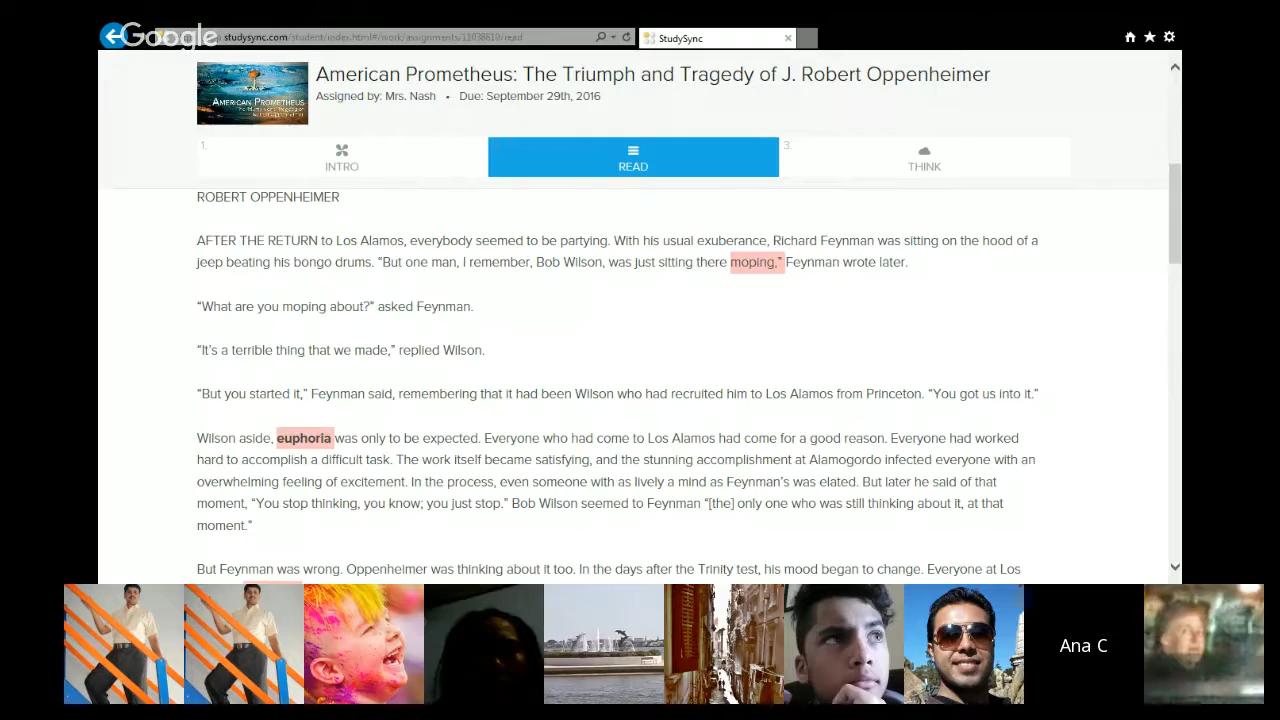 Google
studysync.com/student/index.html#/work/assignments/11038610/read
StudySync
American Prometheus: The Triumph and Tragedy of J. Robert Oppenheimer
Assigned by: Mrs. Nash • Due: September 29th, 2016
AMERICAN PROMETHEUS
1.
INTRO
READ
3.
THINK
ROBERT OPPENHEIMER
AFTER THE RETURN to Los Alamos, everybody seemed to be partying. With his usual exuberance, Richard Feynman was sitting on the hood of a
jeep beating his bongo drums. “But one man, I remember, Bob Wilson, was just sitting there moping,” Feynman wrote later.
“What are you moping about?” asked Feynman.
“It’s a terrible thing that we made,” replied Wilson.
“But you started it,” Feynman said, remembering that it had been Wilson who had recruited him to Los Alamos from Princeton. “You got us into it.”
Wilson aside, euphoria was only to be expected. Everyone who had come to Los Alamos had come for a good reason. Everyone had worked
hard to accomplish a difficult task. The work itself became satisfying, and the stunning accomplishment at Alamogordo infected everyone with an
overwhelming feeling of excitement. In the process, even someone with as lively a mind as Feynman’s was elated. But later he said of that
moment, “You stop thinking, you know; you just stop.” Bob Wilson seemed to Feynman “[the] only one who was still thinking about it, at that
moment.”
But Feynman was wrong. Oppenheimer was thinking about it too. In the days after the Trinity test, his mood began to change. Everyone at Los
Ana C